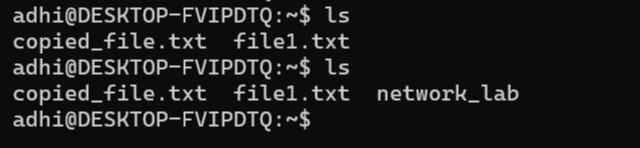 adhi@DESKTOP-FVIPDTQ:~$ ls
copied_file.txt  file1.txt
adhi@DESKTOP-FVIPDTQ:~$ ls
copied_file.txt  file1.txt  network_lab
adhi@DESKTOP-FVIPDTQ:~$